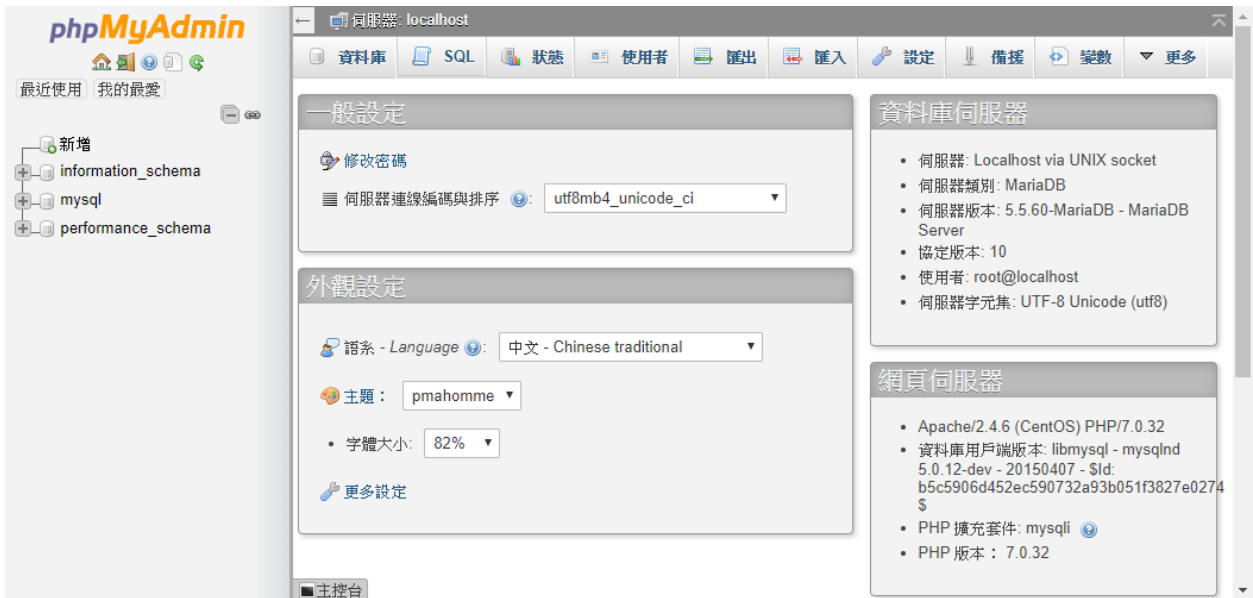 phpMyAdmin
最近使用 我的最愛
新增
information_schema
mysql
performance_schema
伺服器: localhost
資料庫 SQL 狀態 使用者 匯出 匯入 設定 備援 變數 更多
一般設定
修改密碼
伺服器連線編碼與排序 : utf8mb4_unicode_ci
外觀設定
語系 - Language : 中文 - Chinese traditional
主題： pmahomme
• 字體大小: 82%
更多設定
資料庫伺服器
• 伺服器: Localhost via UNIX socket
• 伺服器類別: MariaDB
• 伺服器版本: 5.5.60-MariaDB - MariaDB
Server
• 協定版本: 10
• 使用者: root@localhost
• 伺服器字元集: UTF-8 Unicode (utf8)
網頁伺服器
• Apache/2.4.6 (CentOS) PHP/7.0.32
• 資料庫用戶端版本: libmysql - mysqlnd
5.0.12-dev - 20150407 - $Id:
b5c5906d452ec590732a93b051f3827e0274
$
• PHP 擴充套件: mysqli
• PHP 版本： 7.0.32
主控台